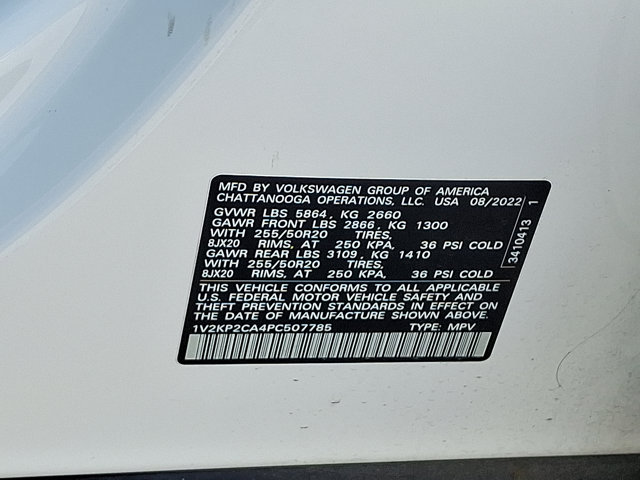 MFD BY VOLKSWAGEN GROUP OF AMERICA
CHATTANOOGA OPERATIONS, LLC. USA 08/2022
GVWR LBS 5864, KG 2660
GAWR FRONT LBS 2866, KG 1300
WITH 255/50R20 TIRES,
8JX20 RIMS, AT 250 KPA, 36 PSI COLD
GAWR REAR LBS 3109, KG 1410
WITH 255/50R20 TIRES,
8JX20 RIMS, AT 250 KPA, 36 PSI COLD
THIS VEHICLE CONFORMS TO ALL APPLICABLE
U.S. FEDERAL MOTOR VEHICLE SAFETY AND
THEFT PREVENTION STANDARDS IN EFFECT ON
THE DATE OF MANUFACTURE SHOWN
ABOVE.
1V2KP2CA4PC507785 TYPE: MPV
3410413 1